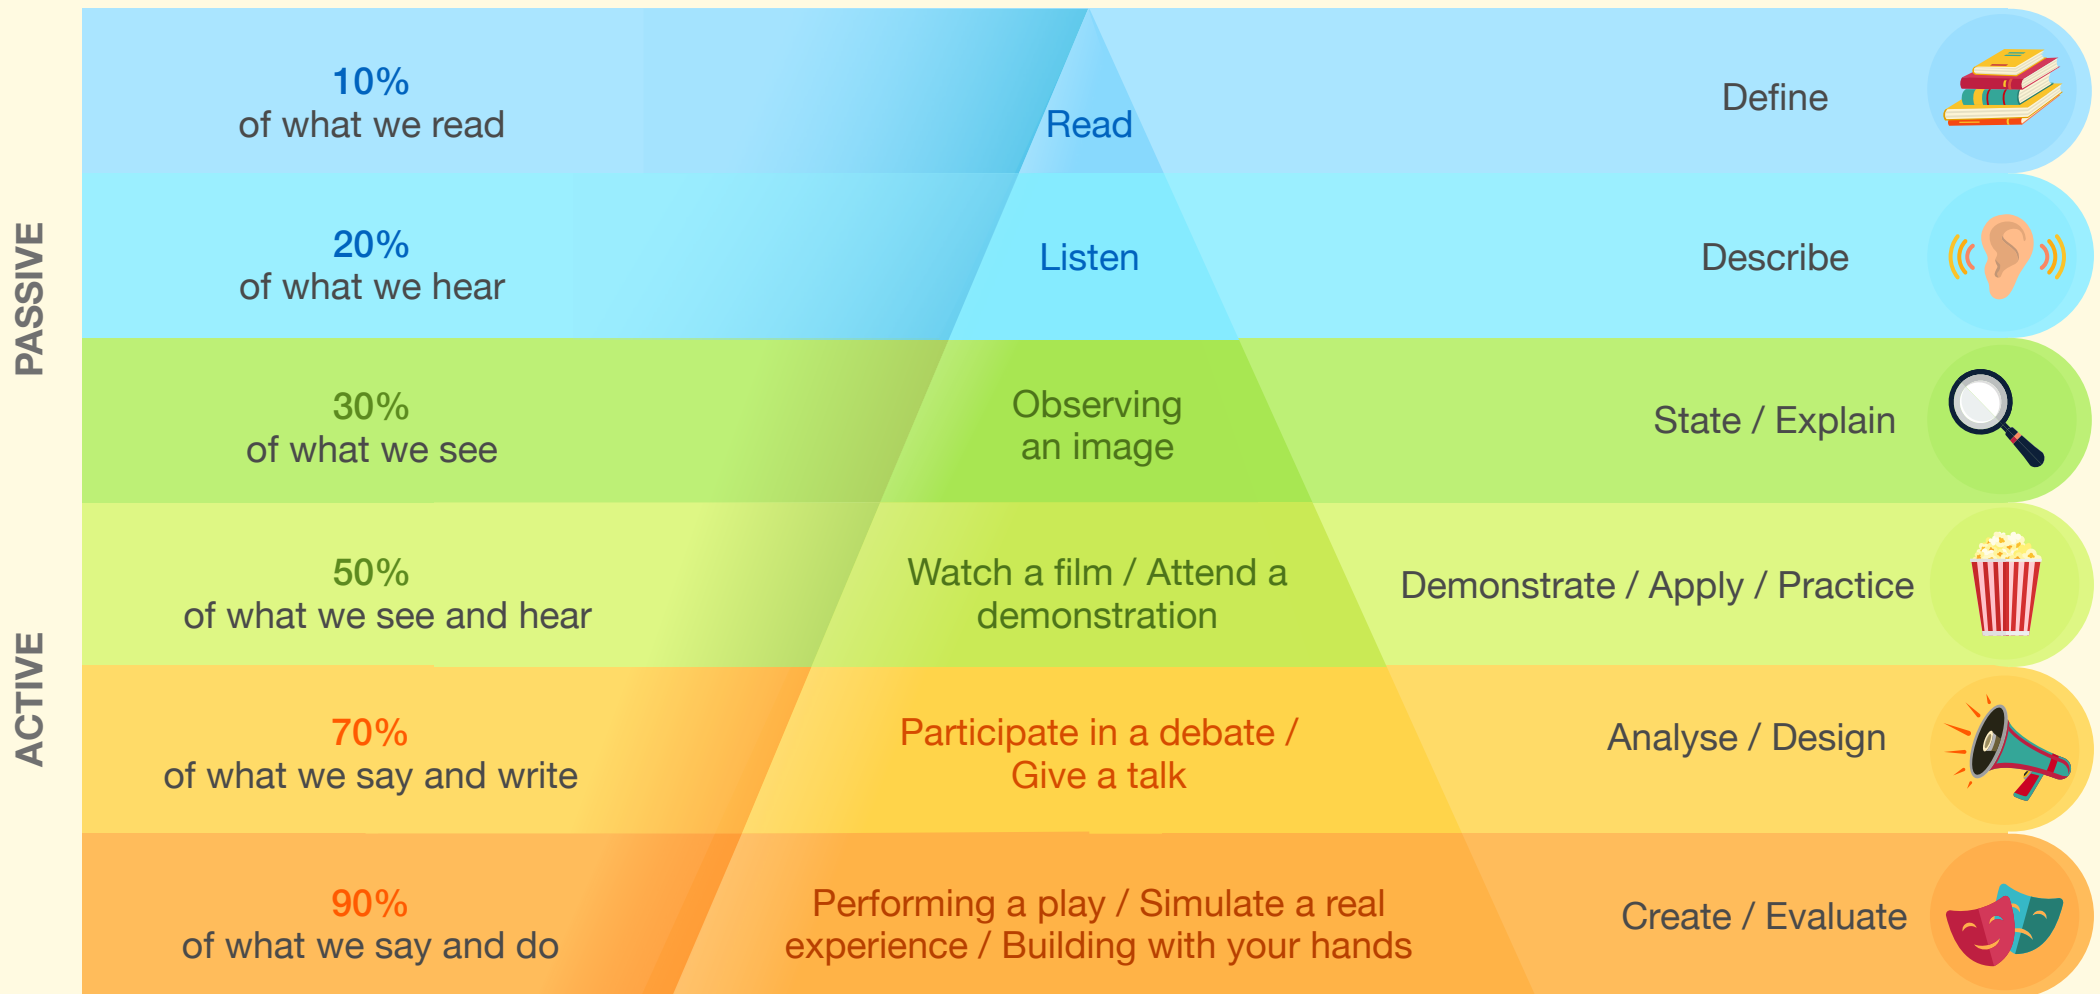 PASSIVE
ACTIVE
10%
of what we read
Read
Define
20%
of what we hear
Listen
Describe
30%
of what we see
Observing
an image
State / Explain
50%
of what we see and hear
Watch a film / Attend a
demonstration
Demonstrate / Apply / Practice
70%
of what we say and write
Participate in a debate /
Give a talk
Analyse / Design
90%
of what we say and do
Performing a play / Simulate a real
experience / Building with your hands
Create / Evaluate